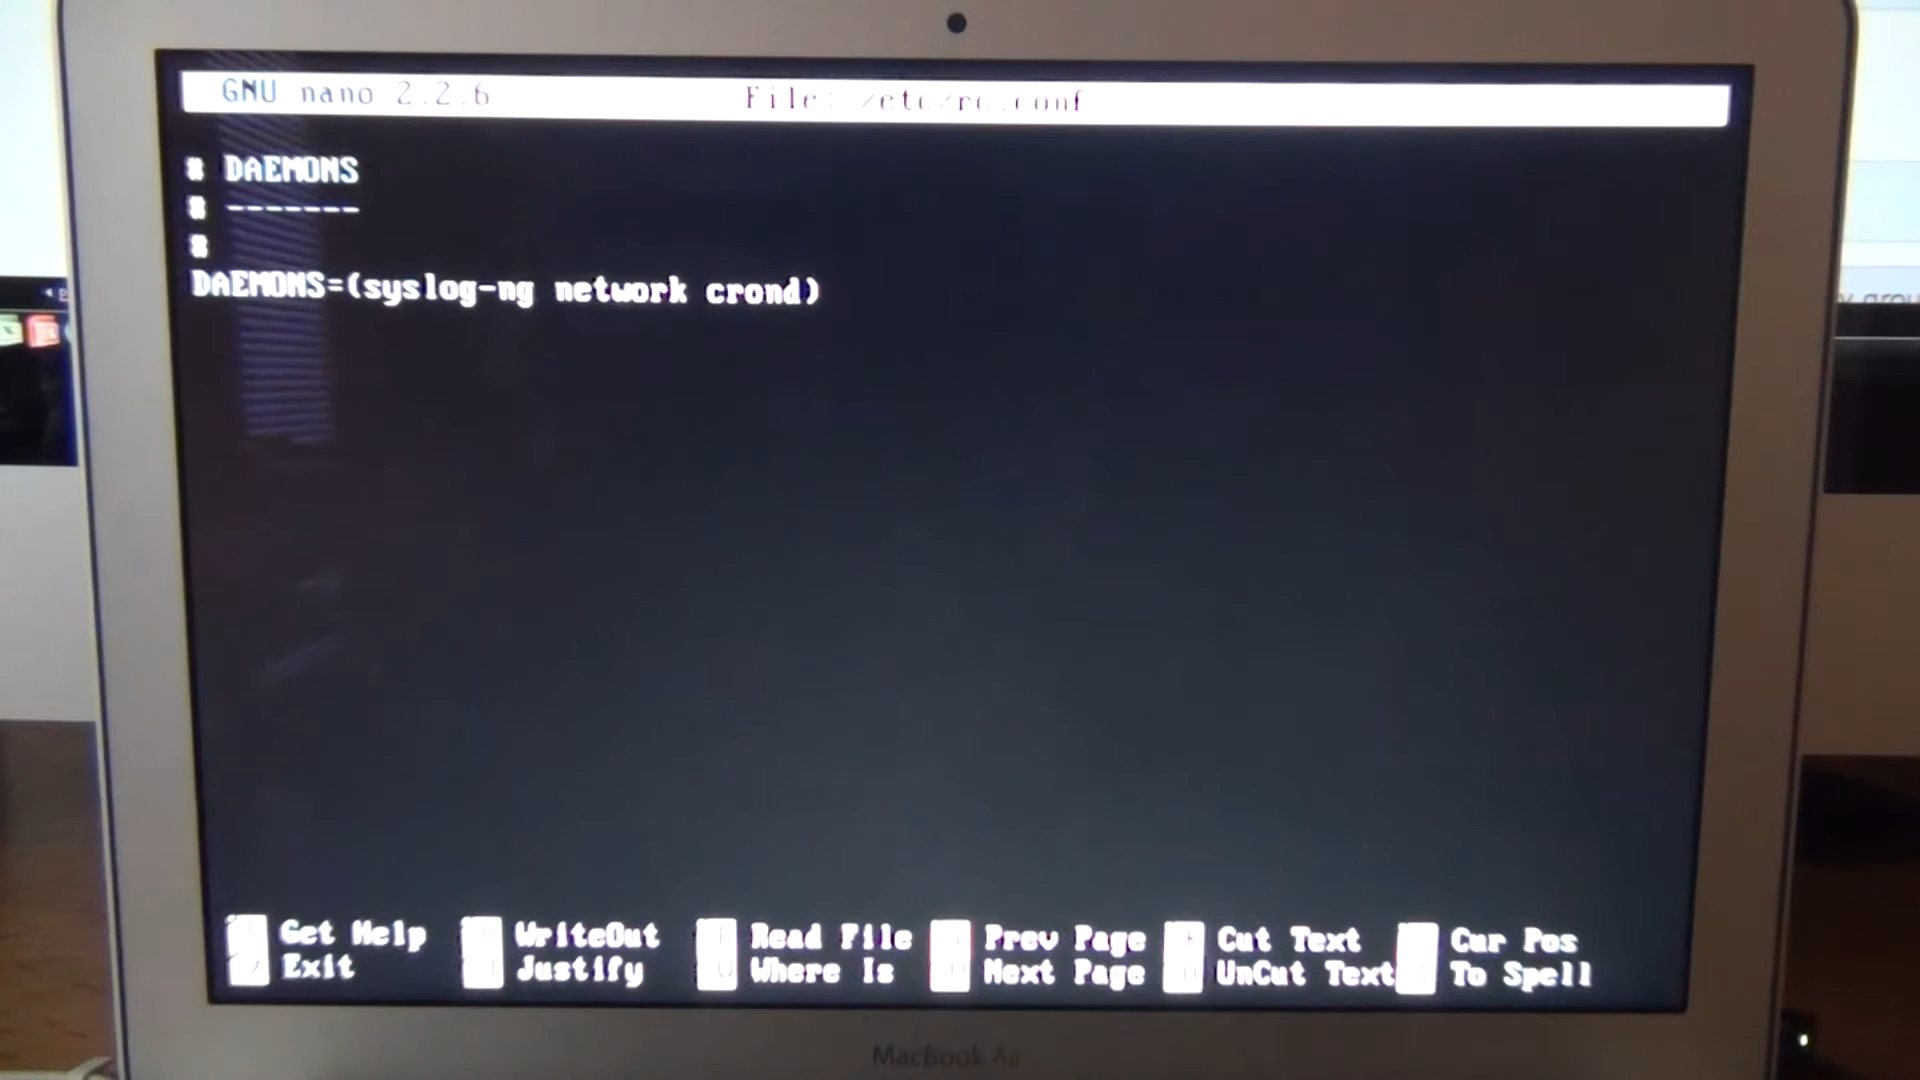 GNU nano 2.2.6 File: /etc/rc.conf
# DAEMONS
# -------
#
DAEMONS=(syslog-ng network crond)
Get Help WriteOut Read File Prev Page Cut Text Cur Pos
Exit Justify Where Is Next Page UnCut Text To Spell
MacBook Air